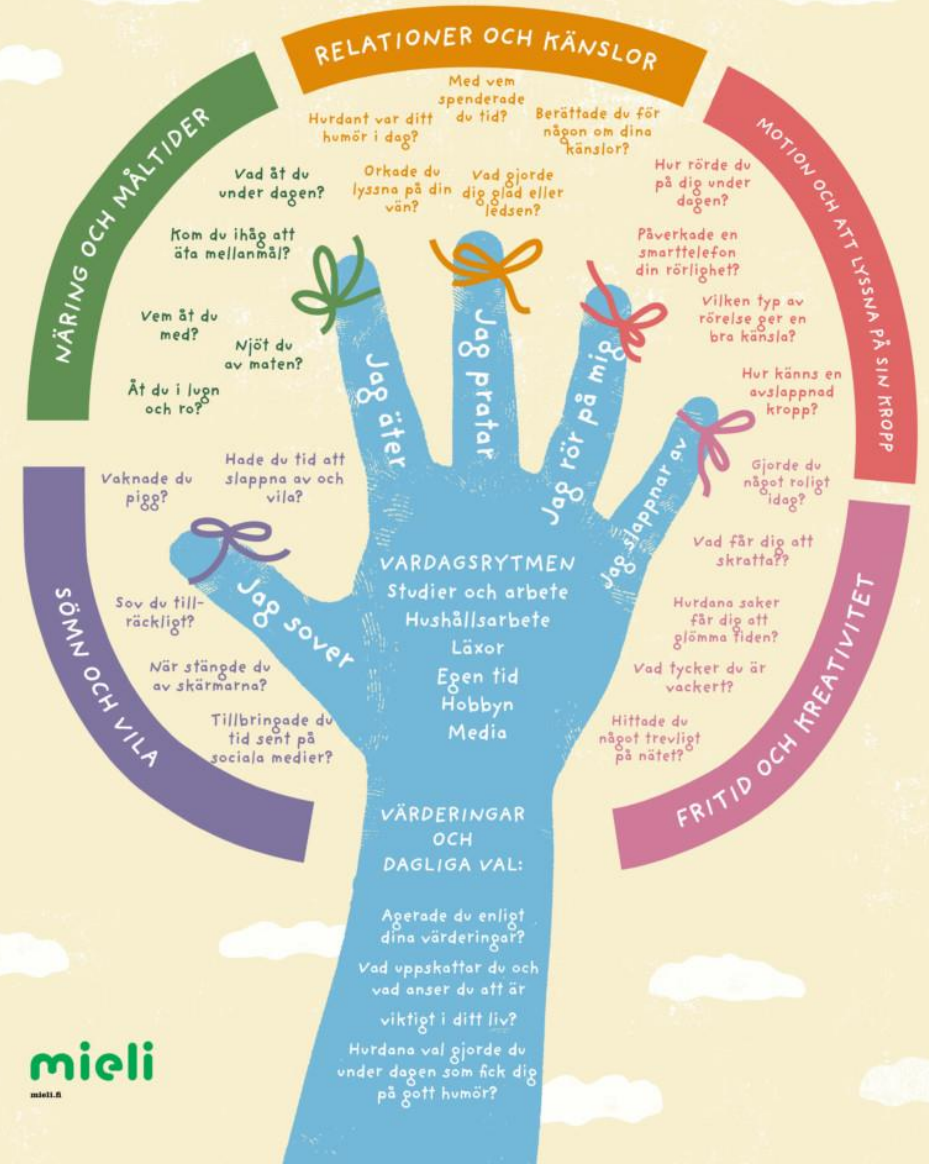 RELATIONER OCH KÄNSLOR
Med vem
spenderade
du tid?
Hurdant var ditt
humör i dag?
Berättade du för
någon om dina
känslor?
Orkade du
lyssna på din
vän?
Vad gjorde
dig glad eller
ledsen?
NÄRING OCH MÅLTIDER
Vad åt du
under dagen?
Kom du ihåg att
äta mellanmål?
Vem åt du
med?
Njöt du
av maten?
Åt du i lugn
och ro?
MOTION OCH ATT LYSSNA PÅ SIN KROPP
Hur rörde du
på dig under
dagen?
Påverkade en
smarttelefon
din rörlighet?
Vilken typ av
rörelse ger en
bra känsla?
Hur känns en
avslappnad
kropp?
SÖMN OCH VILA
Vaknade du
pigg?
Hade du tid att
slappna av och
vila?
Sov du till-
räckligt?
När stängde du
av skärmarna?
Tillbringade du
tid sent på
sociala medier?
FRITID OCH KREATIVITET
Gjorde du
något roligt
idag?
Vad får dig att
skratta??
Hurdana saker
får dig att
glömma tiden?
Vad tycker du är
vackert?
Hittade du
något trevligt
på nätet?
Jag sover
Jag äter
Jag pratar
Jag rör på mig
Jag slappnar av
VARDAGSRYTMEN
Studier och arbete
Hushållsarbete
Läxor
Egen tid
Hobbyn
Media
VÄRDERINGAR
OCH
DAGLIGA VAL:
Agerade du enligt
dina värderingar?
Vad uppskattar du och
vad anser du att är
viktigt i ditt liv?
Hurdana val gjorde du
under dagen som fick dig
på gott humör?
mieli
mieli.fi